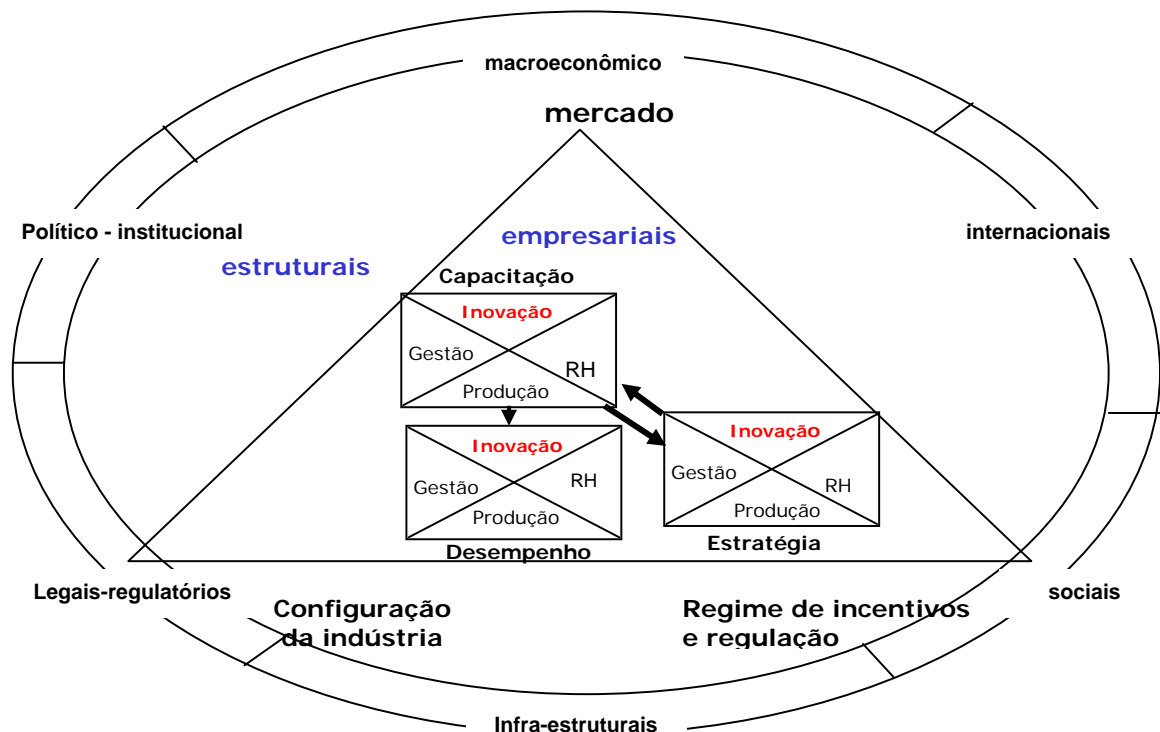 macroeconômico
mercado
Político - institucional
internacionais
empresariais
estruturais
Capacitação
Inovação
Gestão
RH
Produção
Inovação
Gestão
RH
Produção
Desempenho
Inovação
Gestão
RH
Produção
Estratégia
Legais-regulatórios
sociais
Configuração
da indústria
Regime de incentivos
e regulação
Infra-estruturais